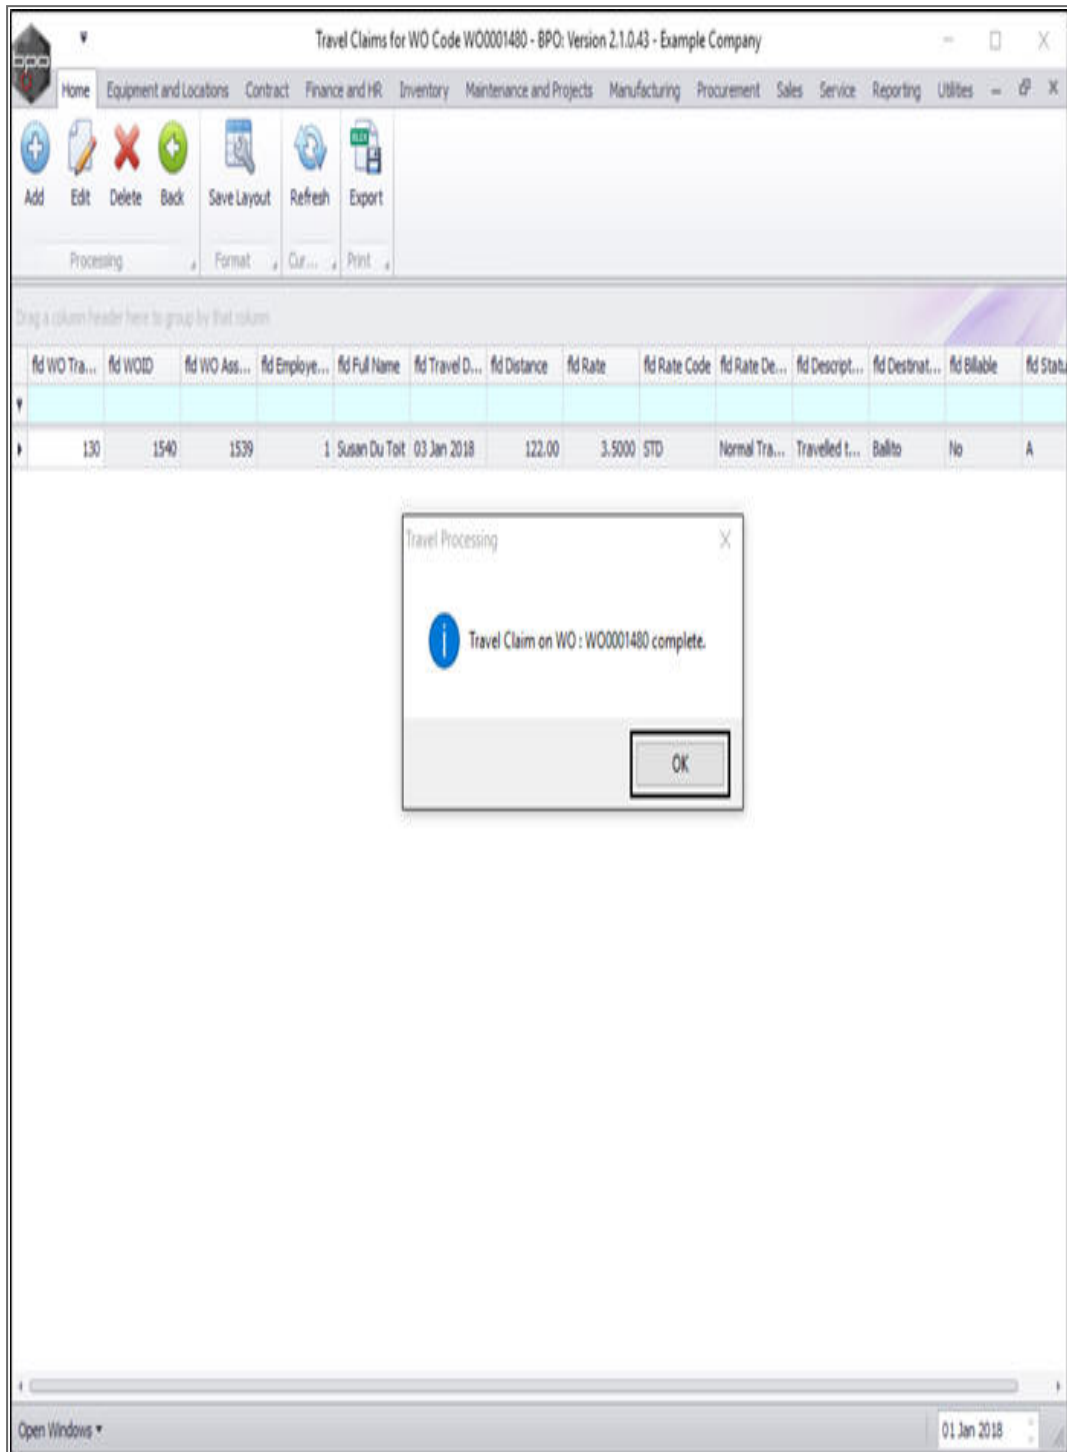 Travel Claims for WO Code WO0001480 - BPO: Version 2.1.0.43 - Example Company
bpo
Home Equipment and Locations Contract Finance and HR Inventory Maintenance and Projects Manufacturing Procurement Sales Service Reporting Utilities
Add Edit Delete Back Save Layout Refresh Export
Processing Format Cur... Print
Drag a column header here to group by that column
fld WO Tra... fld WOID fld WO Ass... fld Employe... fld Full Name fld Travel D... fld Distance fld Rate fld Rate Code fld Rate De... fld Descript... fld Destinat... fld Billable fld Statu
130 1540 1539 1 Susan Du Toit 03 Jan 2018 122.00 3.5000 STD Normal Tra... Travelled t... Ballito No A
Travel Processing
Travel Claim on WO : WO0001480 complete.
OK
Open Windows 01 Jan 2018